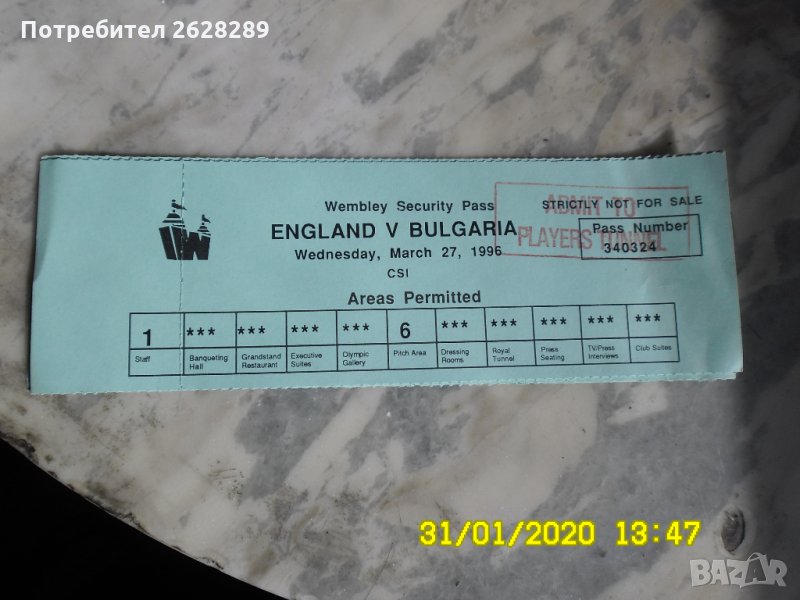 Потребител 2628289
Wembley Security Pass
STRICTLY NOT FOR SALE
ADMIT TO
PLAYERS TUNNEL
ENGLAND V BULGARIA
Pass Number
340324
Wednesday, March 27, 1996
CSI
W
Areas Permitted
1 *** *** *** *** 6 *** *** *** *** ***
Staff Banqueting Hall Grandstand Restaurant Executive Suites Olympic Gallery Pitch Area Dressing Rooms Royal Tunnel Press Seating TV/Press Interviews Club Suites
31/01/2020 13:47
BAZAR